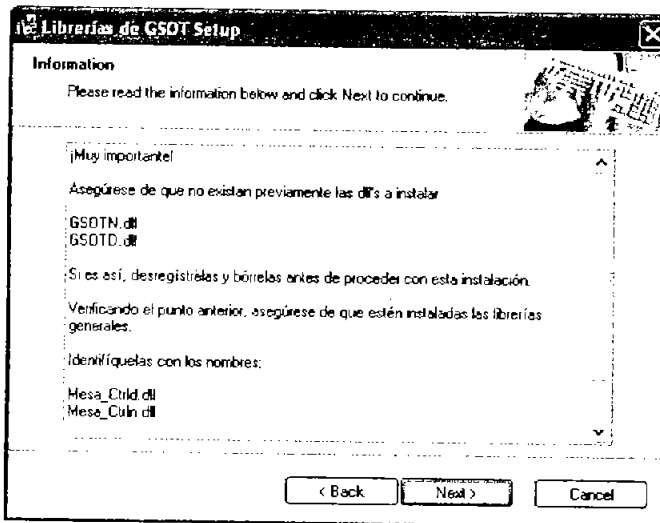 Librerías de GSOT Setup
Information
Please read the information below and click Next to continue.
¡Muy importante!
Asegúrese de que no existan previamente las dll's a instalar
GSOTN.dll
GSOTD.dll
Si es así, desregístrelas y bórrelas antes de proceder con esta instalación.
Verificando el punto anterior, asegúrese de que estén instaladas las librerías
generales.
Identifíquelas con los nombres:
Mesa_Ctrld.dll
Mesa_Ctrln.dll
< Back
Next >
Cancel